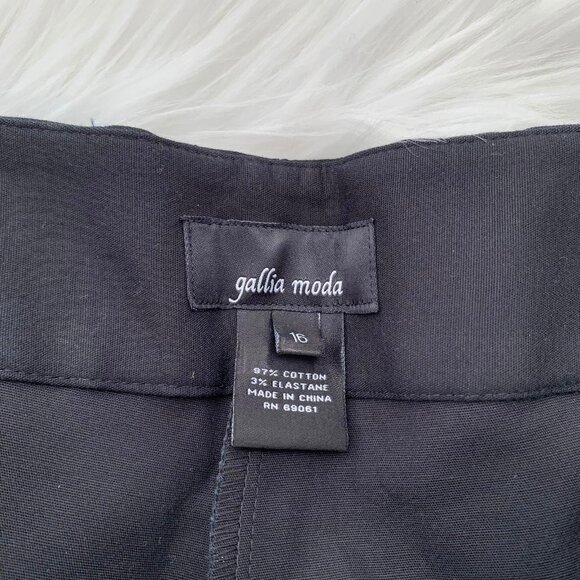 gallia moda
16
97% COTTON
3% ELASTANE
MADE IN CHINA
RN 69061